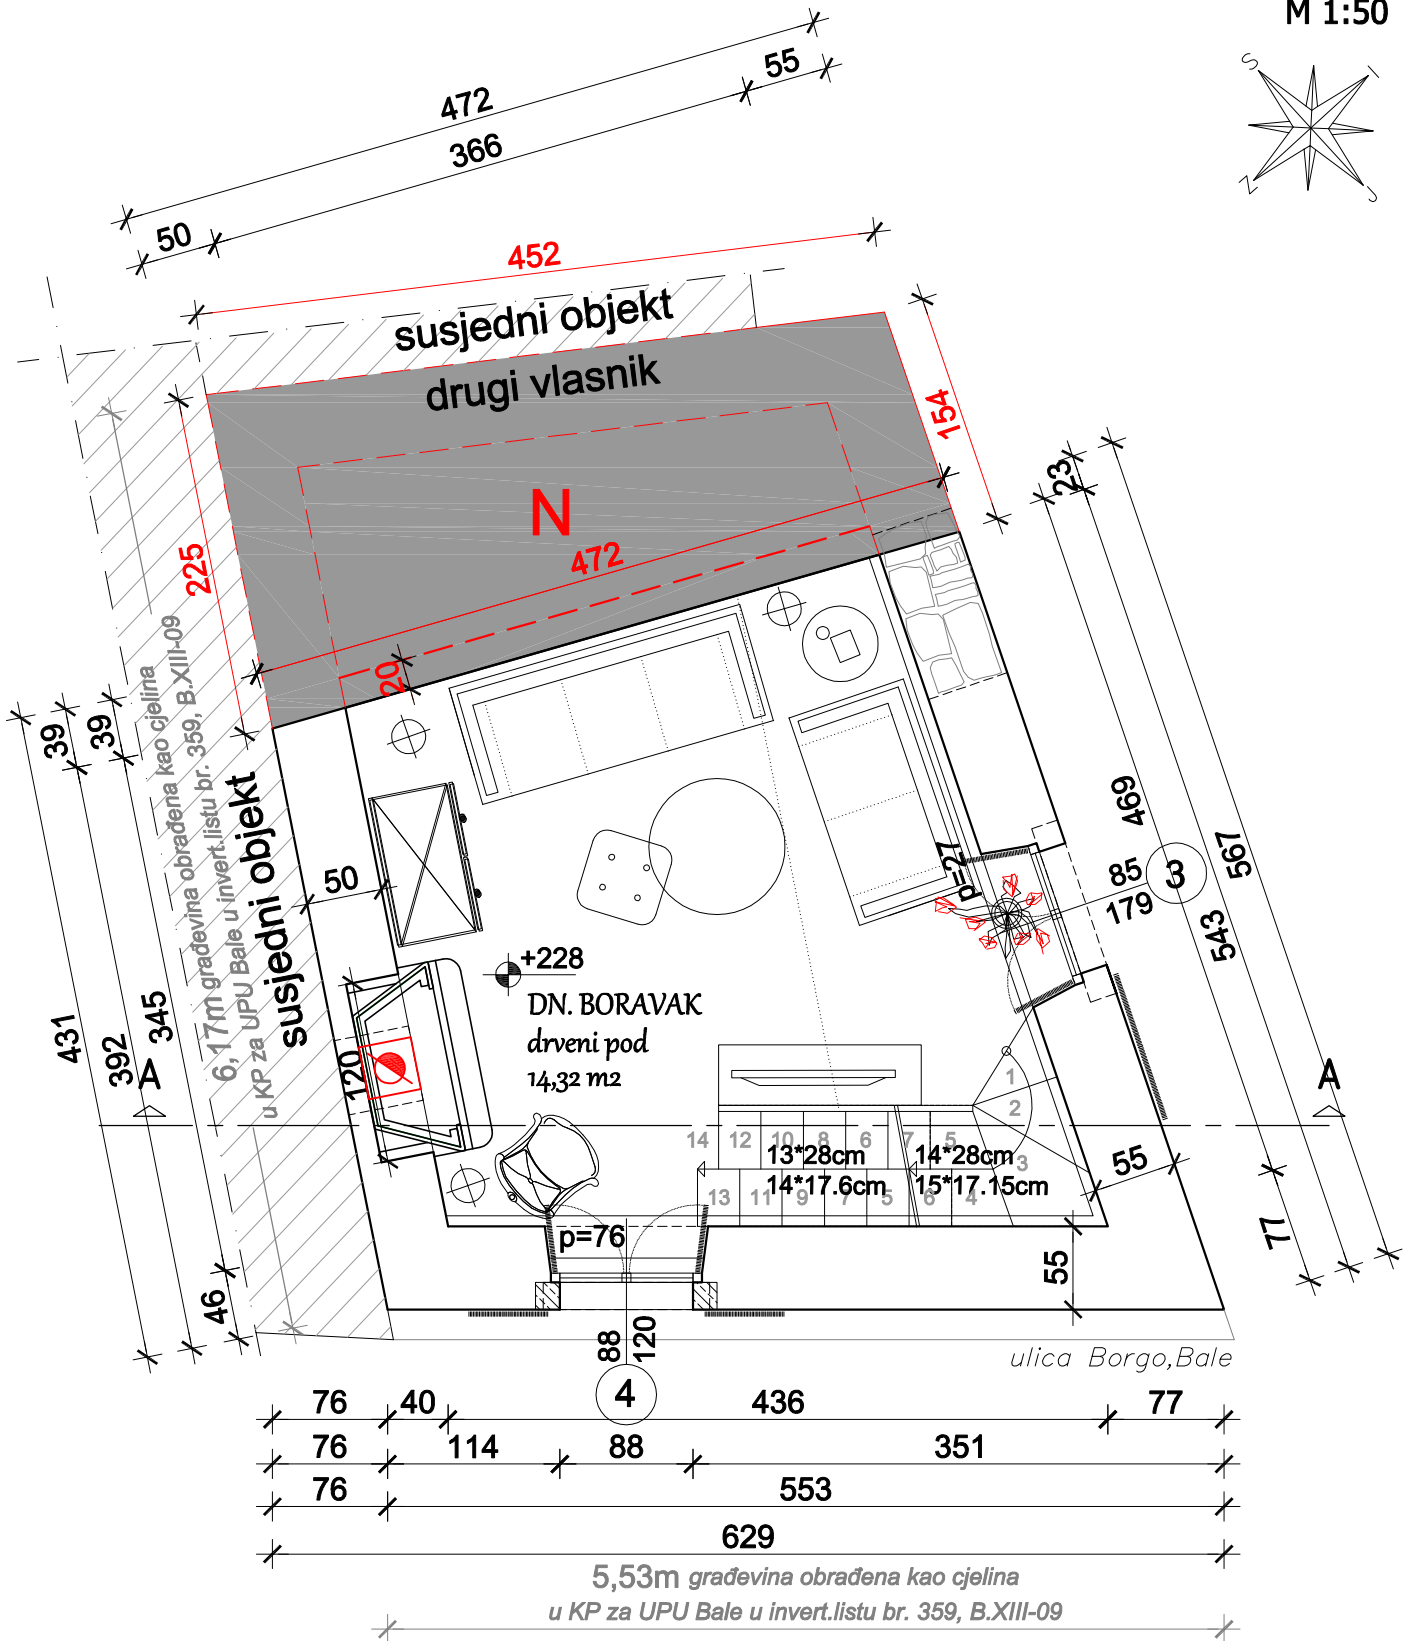 M 1:50
S
I
Z
J
472
55
366
50
452
susjedni objekt
drugi vlasnik
154
N
472
225
20
23
39
39
6,17m građevina obrađena kao cjelina
u KP za UPU Bale u invert.listu br. 359, B.XIII-09
susjedni objekt
50
469
567
543
p=27
85
179
3
+228
DN. BORAVAK
drveni pod
14,32 m2
431
392
345
120
A
A
1
2
3
14
12
10
8
6
7
5
13*28cm
14*28cm
14*17.6cm
15*17.15cm
13
11
9
7
5
6
4
55
77
p=76
55
46
88
120
ulica Borgo,Bale
4
76
40
436
77
76
114
88
351
76
553
629
5,53m građevina obrađena kao cjelina
u KP za UPU Bale u invert.listu br. 359, B.XIII-09